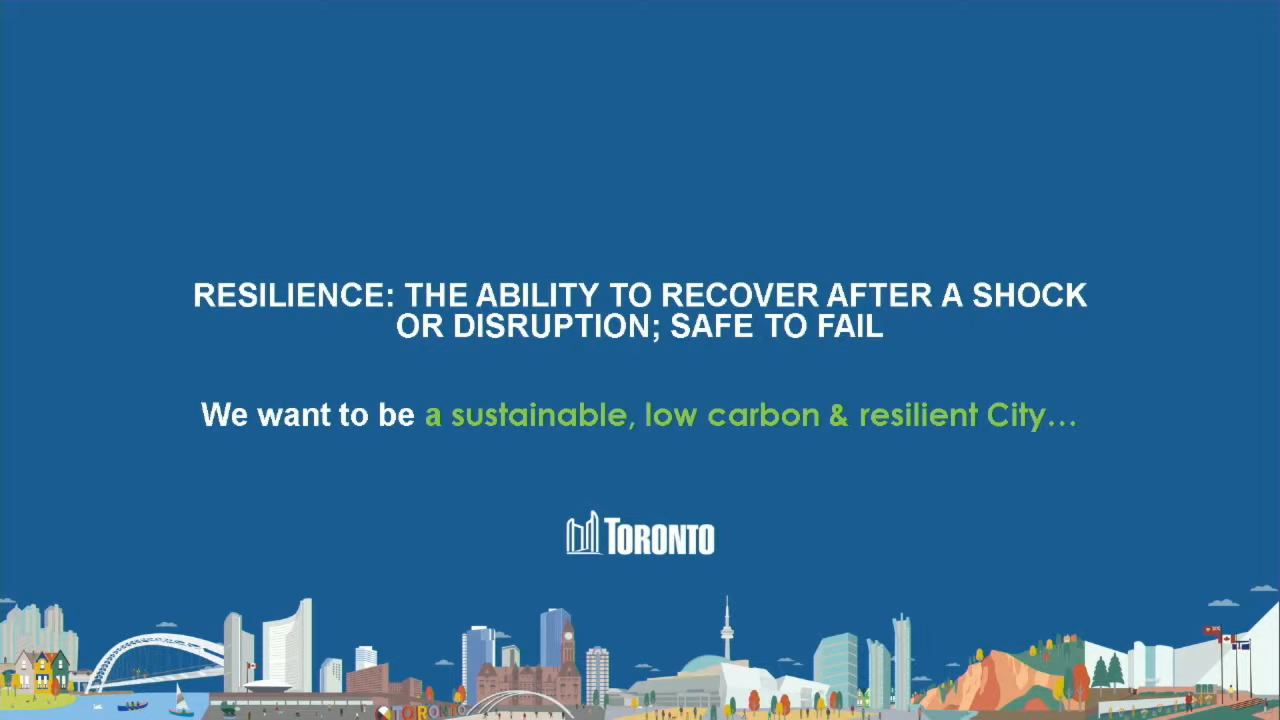 RESILIENCE: THE ABILITY TO RECOVER AFTER A SHOCK
OR DISRUPTION; SAFE TO FAIL
We want to be a sustainable, low carbon & resilient City…
TORONTO
TORONTO